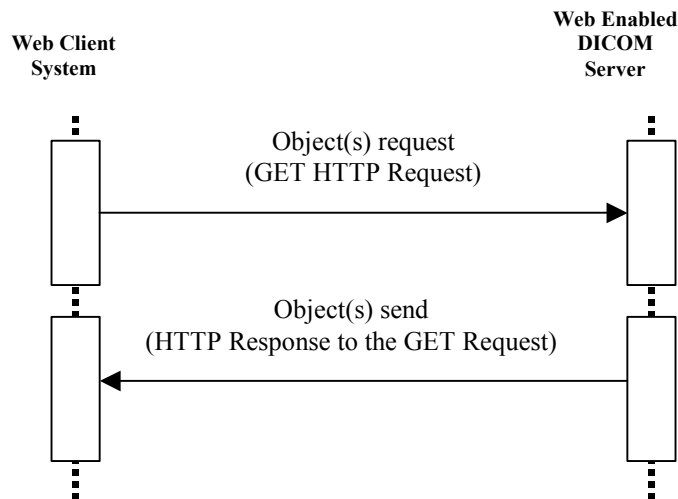 Web Client
System
Web Enabled
DICOM
Server
Object(s) request
(GET HTTP Request)
Object(s) send
(HTTP Response to the GET Request)